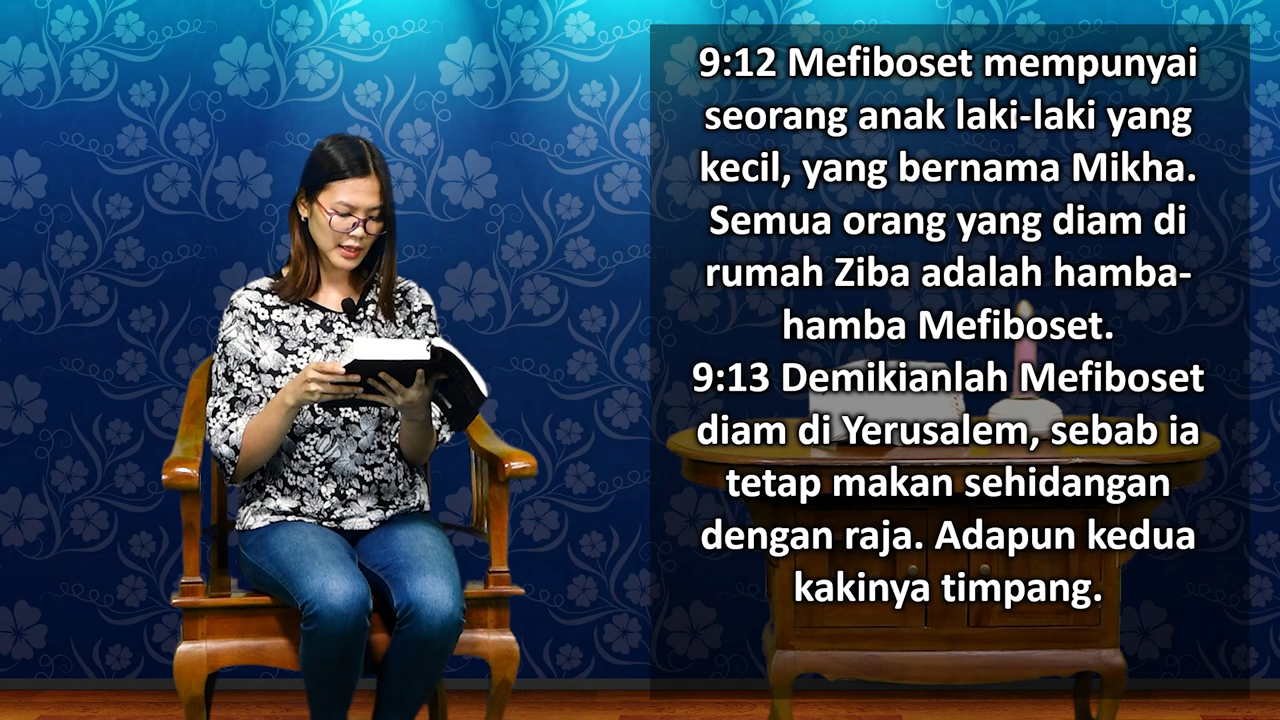 9:12 Mefiboset mempunyai
seorang anak laki-laki yang
kecil, yang bernama Mikha.
Semua orang yang diam di
rumah Ziba adalah hamba-
hamba Mefiboset.
9:13 Demikianlah Mefiboset
diam di Yerusalem, sebab ia
tetap makan sehidangan
dengan raja. Adapun kedua
kakinya timpang.